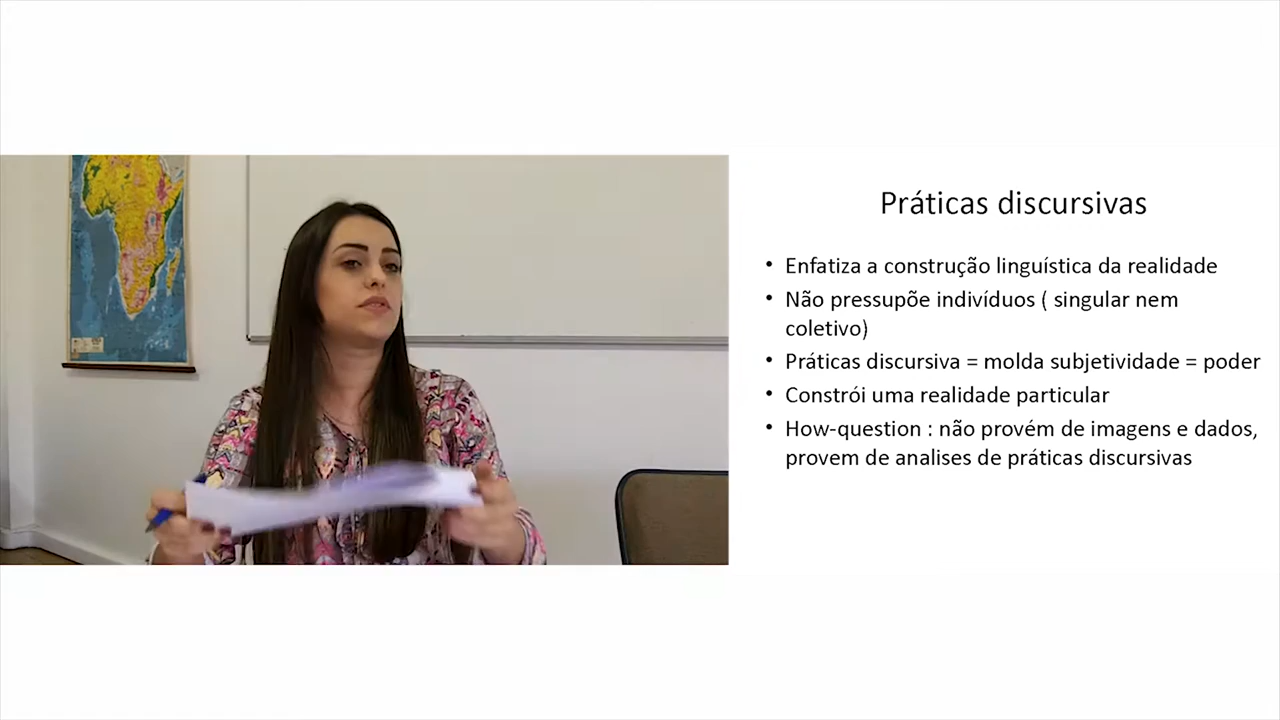 Práticas discursivas
• Enfatiza a construção linguística da realidade
• Não pressupõe indivíduos ( singular nem
coletivo)
• Práticas discursiva = molda subjetividade = poder
• Constrói uma realidade particular
• How-question : não provém de imagens e dados,
provem de analises de práticas discursivas